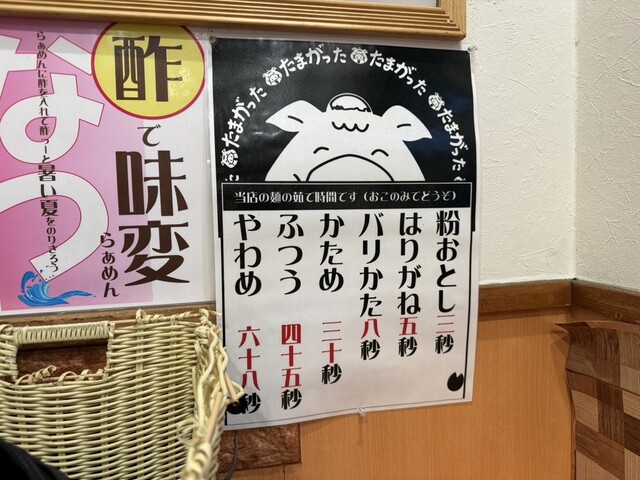 酢で味変
らぁめん
なつ
らぁめんに酢を入れて酢ぅーと暑い夏をのりきろう…
たまがった たまがった たまがった たまがった たまがった
当店の麺の茹で時間です（おこのみでどうぞ）
粉おとし三秒
はりがね五秒
バリかた八秒
かため 三十秒
ふつう 四十五秒
やわめ 六十八秒